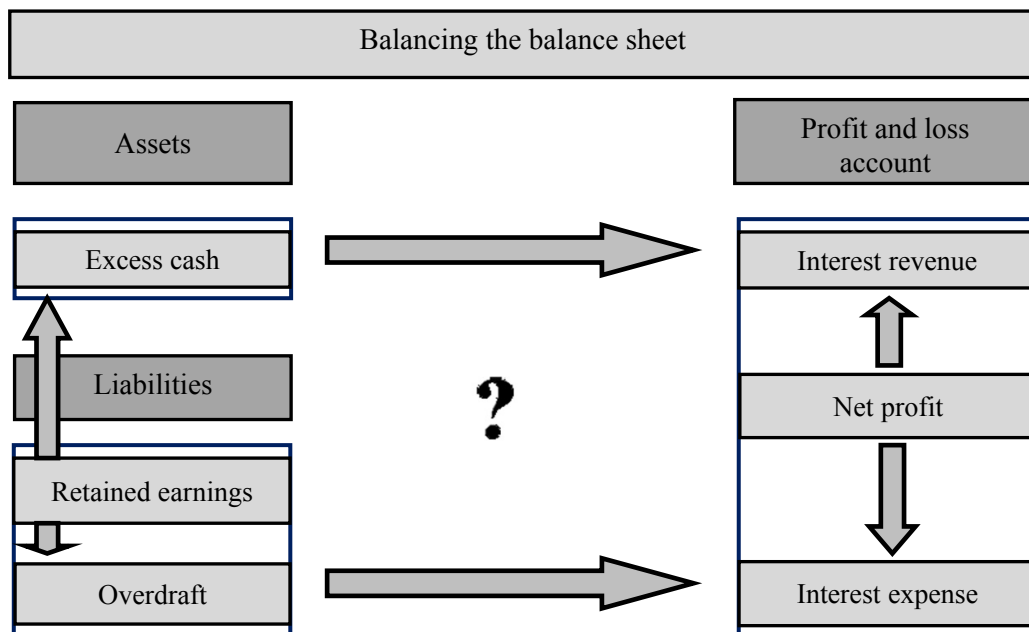 Balancing the balance sheet
Assets
Profit and loss
account
Excess cash
Interest revenue
Liabilities
?
Net profit
Retained earnings
Overdraft
Interest expense